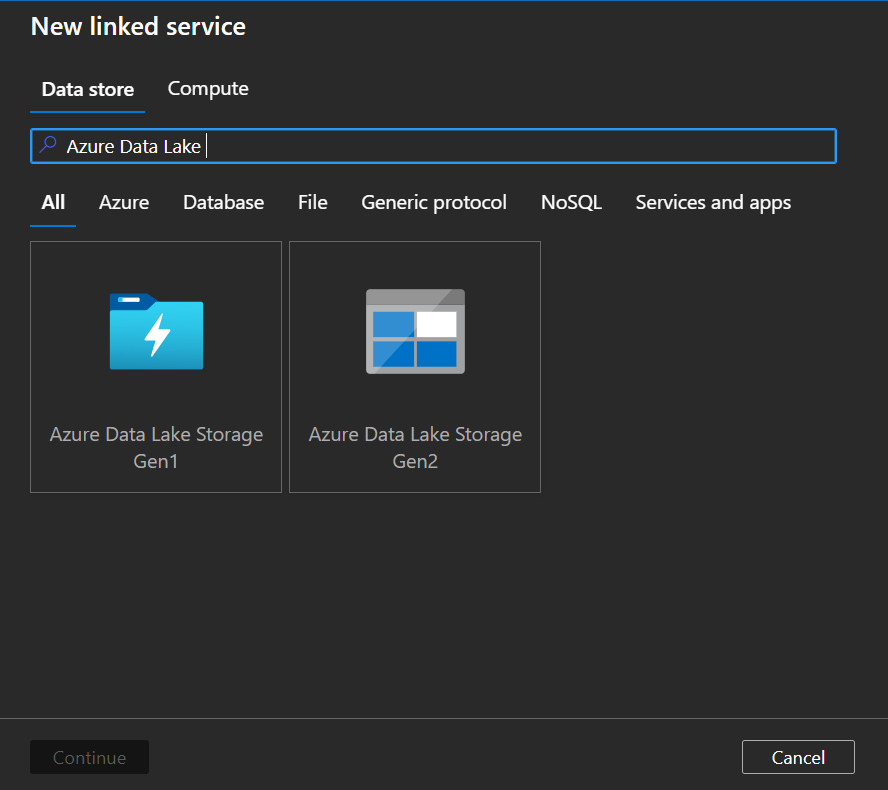 New linked service
Data store Compute
Azure Data Lake
All Azure Database File Generic protocol NoSQL Services and apps
Azure Data Lake Storage
Gen1
Azure Data Lake Storage
Gen2
Continue Cancel